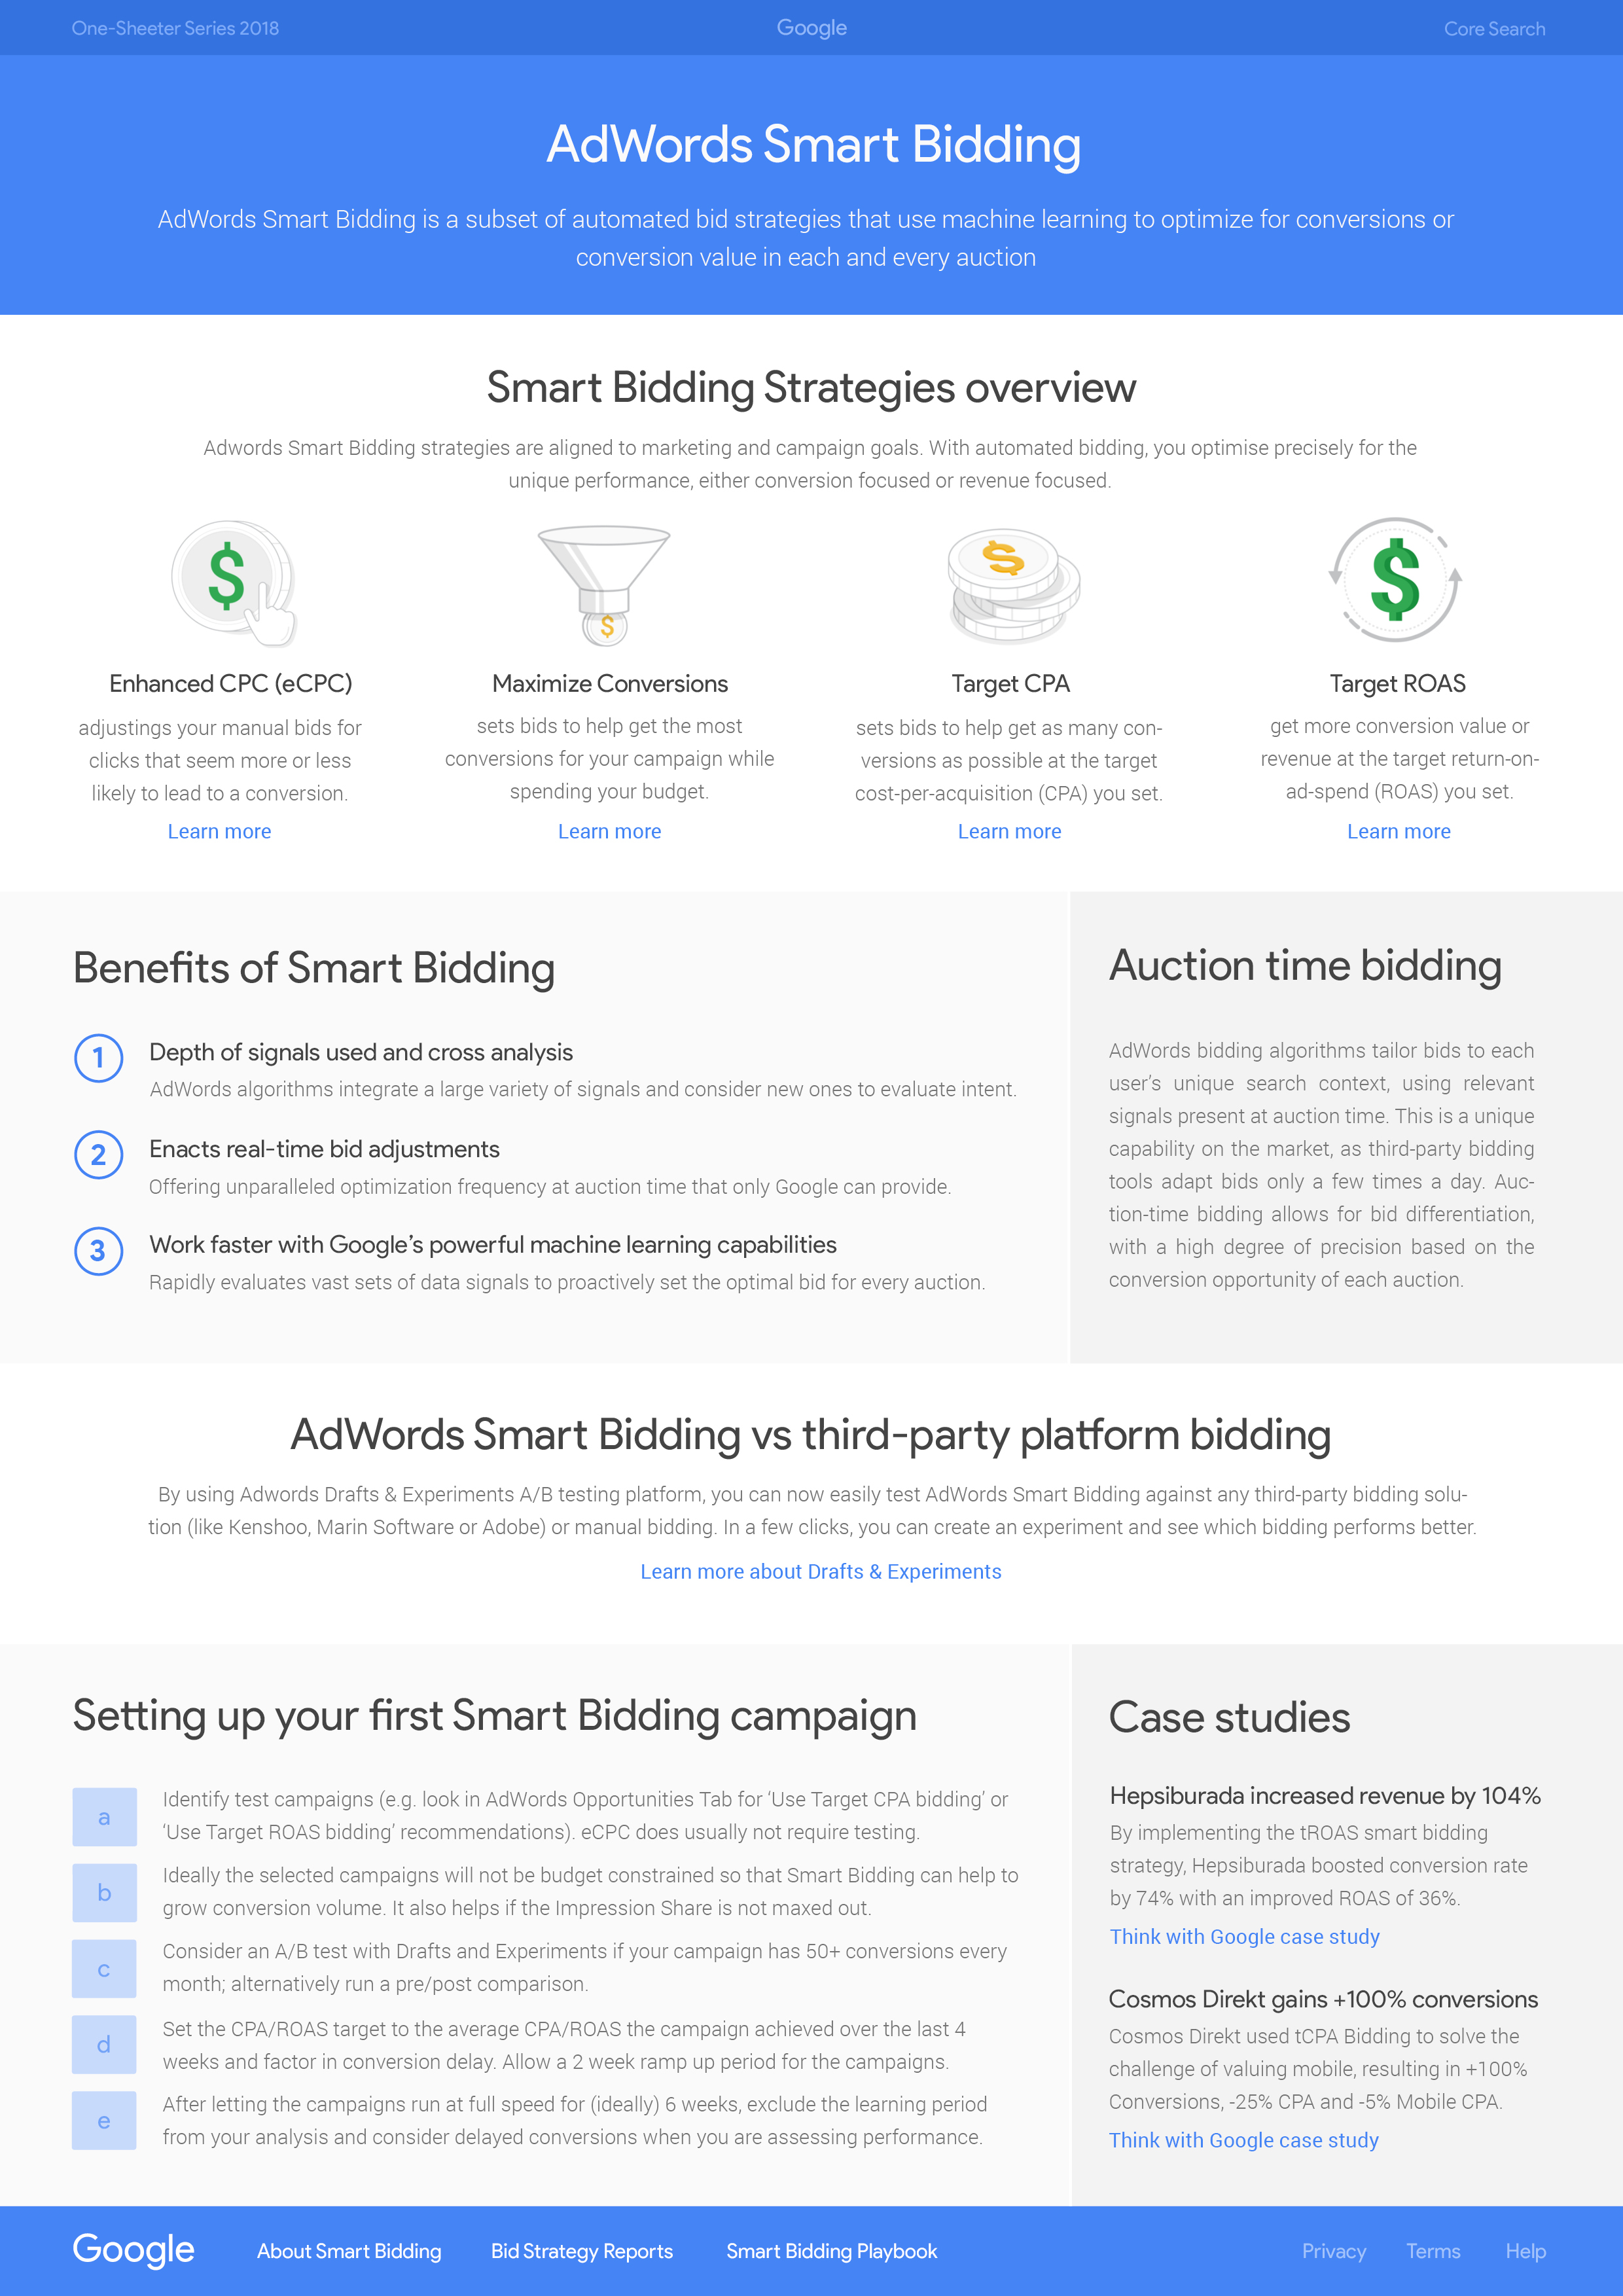 One-Sheeter Series 2018
Google
Core Search
AdWords Smart Bidding
AdWords Smart Bidding is a subset of automated bid strategies that use machine learning to optimize for conversions or
conversion value in each and every auction
Smart Bidding Strategies overview
Adwords Smart Bidding strategies are aligned to marketing and campaign goals. With automated bidding, you optimise precisely for the
unique performance, either conversion focused or revenue focused.
$
$
$
$
Enhanced CPC (eCPC)
adjustings your manual bids for
clicks that seem more or less
likely to lead to a conversion.
Learn more
Maximize Conversions
sets bids to help get the most
conversions for your campaign while
spending your budget.
Learn more
Target CPA
sets bids to help get as many con-
versions as possible at the target
cost-per-acquisition (CPA) you set.
Learn more
Target ROAS
get more conversion value or
revenue at the target return-on-
ad-spend (ROAS) you set.
Learn more
Benefits of Smart Bidding
1
Depth of signals used and cross analysis
AdWords algorithms integrate a large variety of signals and consider new ones to evaluate intent.
2
Enacts real-time bid adjustments
Offering unparalleled optimization frequency at auction time that only Google can provide.
3
Work faster with Google's powerful machine learning capabilities
Rapidly evaluates vast sets of data signals to proactively set the optimal bid for every auction.
Auction time bidding
AdWords bidding algorithms tailor bids to each
user's unique search context, using relevant
signals present at auction time. This is a unique
capability on the market, as third-party bidding
tools adapt bids only a few times a day. Auc-
tion-time bidding allows for bid differentiation,
with a high degree of precision based on the
conversion opportunity of each auction.
AdWords Smart Bidding vs third-party platform bidding
By using Adwords Drafts & Experiments A/B testing platform, you can now easily test AdWords Smart Bidding against any third-party bidding solu-
tion (like Kenshoo, Marin Software or Adobe) or manual bidding. In a few clicks, you can create an experiment and see which bidding performs better.
Learn more about Drafts & Experiments
Setting up your first Smart Bidding campaign
a
Identify test campaigns (e.g. look in AdWords Opportunities Tab for 'Use Target CPA bidding' or
'Use Target ROAS bidding' recommendations). eCPC does usually not require testing.
b
Ideally the selected campaigns will not be budget constrained so that Smart Bidding can help to
grow conversion volume. It also helps if the Impression Share is not maxed out.
c
Consider an A/B test with Drafts and Experiments if your campaign has 50+ conversions every
month; alternatively run a pre/post comparison.
d
Set the CPA/ROAS target to the average CPA/ROAS the campaign achieved over the last 4
weeks and factor in conversion delay. Allow a 2 week ramp up period for the campaigns.
e
After letting the campaigns run at full speed for (ideally) 6 weeks, exclude the learning period
from your analysis and consider delayed conversions when you are assessing performance.
Case studies
Hepsiburada increased revenue by 104%
By implementing the tROAS smart bidding
strategy, Hepsiburada boosted conversion rate
by 74% with an improved ROAS of 36%.
Think with Google case study
Cosmos Direkt gains +100% conversions
Cosmos Direkt used tCPA Bidding to solve the
challenge of valuing mobile, resulting in +100%
Conversions, -25% CPA and -5% Mobile CPA.
Think with Google case study
Google
About Smart Bidding
Bid Strategy Reports
Smart Bidding Playbook
Privacy
Terms
Help